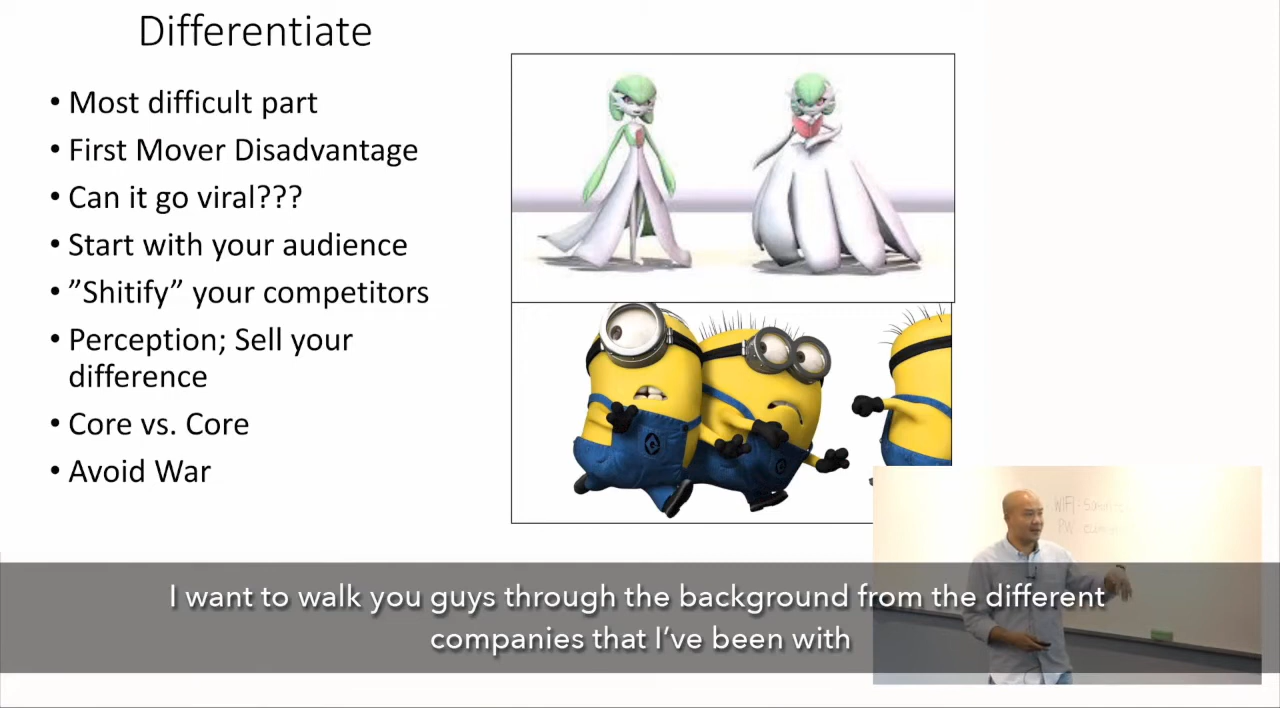 Differentiate
• Most difficult part
• First Mover Disadvantage
• Can it go viral???
• Start with your audience
• ”Shitify” your competitors
• Perception; Sell your
difference
• Core vs. Core
• Avoid War
WIFI -
PW -
I want to walk you guys through the background from the different
companies that I’ve been with